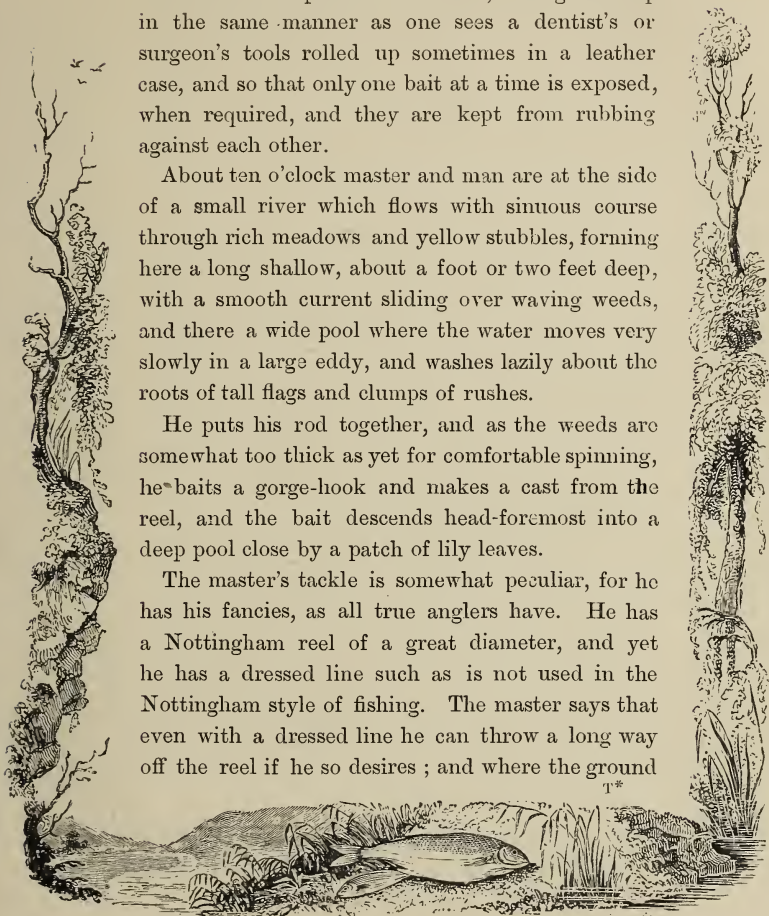 in the same manner as one sees a dentist's or
surgeon's tools rolled up sometimes in a leather
case, and so that only one bait at a time is exposed,
when required, and they are kept from rubbing
against each other.
About ten o'clock master and man are at the side
of a small river which flows with sinuous course
through rich meadows and yellow stubbles, forming
here a long shallow, about a foot or two feet deep,
with a smooth current sliding over waving weeds,
and there a wide pool where the water moves very
slowly in a large eddy, and washes lazily about the
roots of tall flags and clumps of rushes.
He puts his rod together, and as the weeds are
somewhat too thick as yet for comfortable spinning,
he baits a gorge-hook and makes a cast from the
reel, and the bait descends head-foremost into a
deep pool close by a patch of lily leaves.
The master's tackle is somewhat peculiar, for he
has his fancies, as all true anglers have. He has
a Nottingham reel of a great diameter, and yet
he has a dressed line such as is not used in the
Nottingham style of fishing. The master says that
even with a dressed line he can throw a long way
off the reel if he so desires ; and where the ground
T*